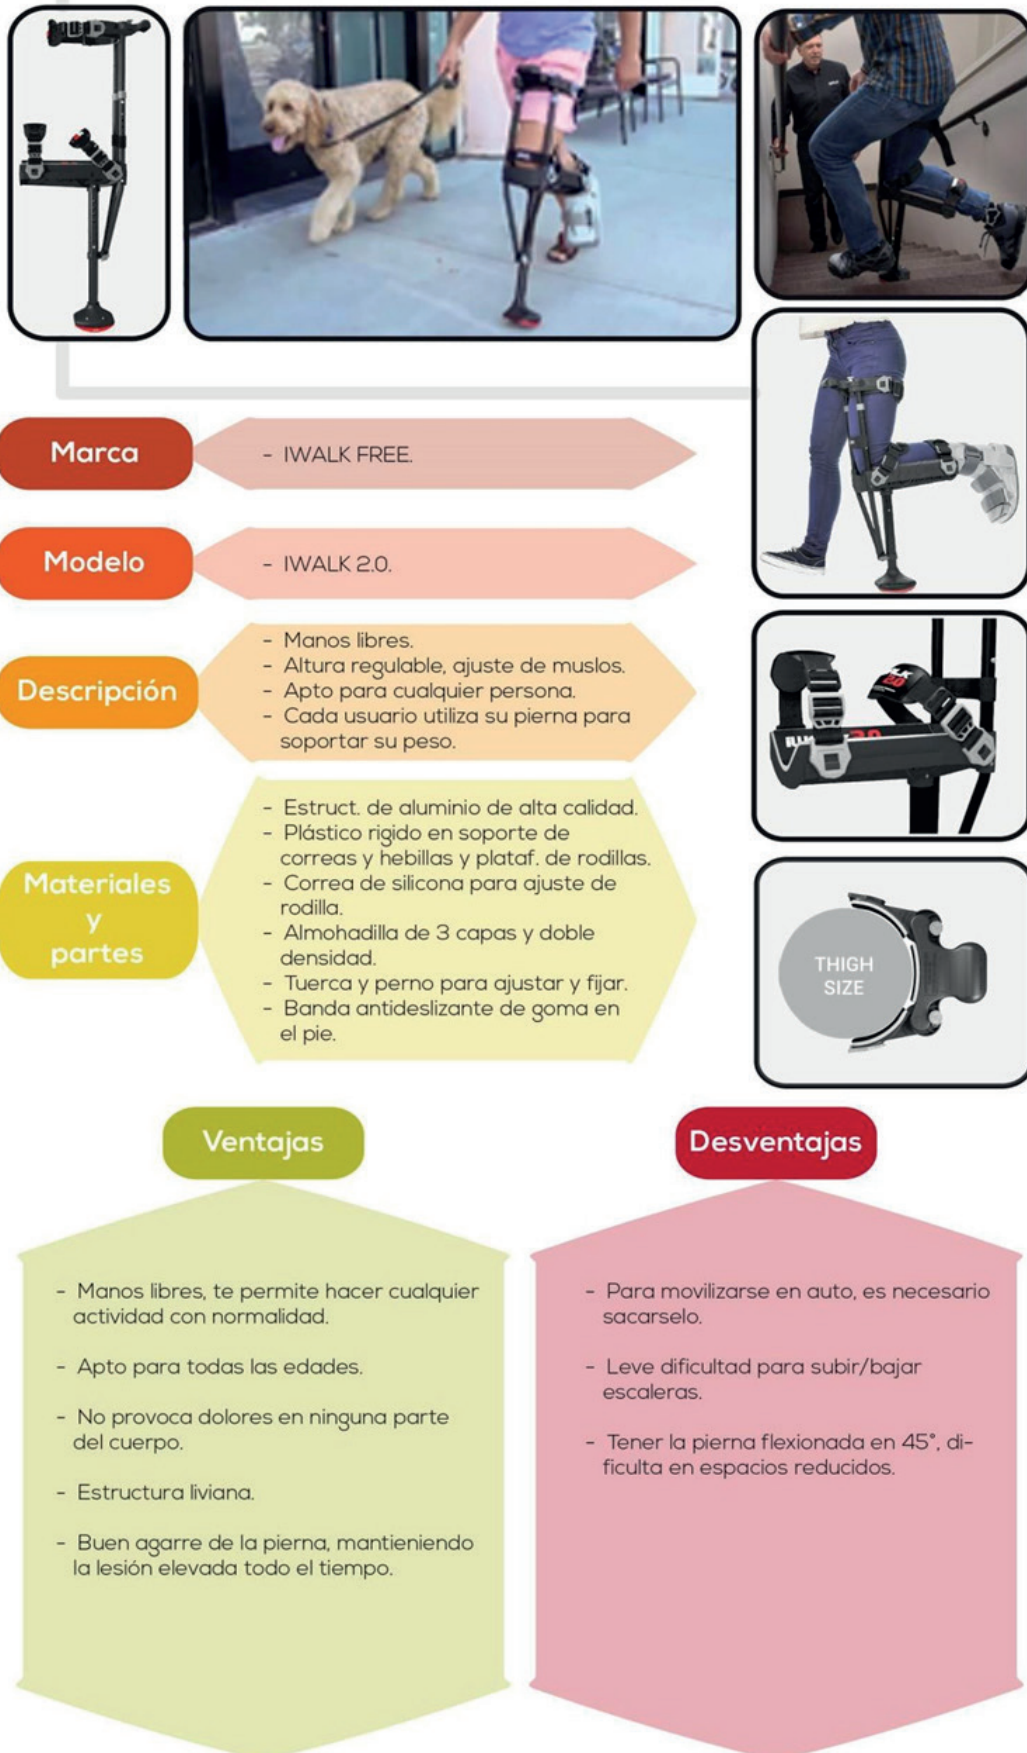 Marca
- IWALK FREE.
Modelo
- IWALK 2.0.
Descripción
- Manos libres.
- Altura regulable, ajuste de muslos.
- Apto para cualquier persona.
- Cada usuario utiliza su pierna para
soportar su peso.
Materiales
y
partes
- Estruct. de aluminio de alta calidad.
- Plástico rigido en soporte de
correas y hebillas y plataf. de rodillas.
- Correa de silicona para ajuste de
rodilla.
- Almohadilla de 3 capas y doble
densidad.
- Tuerca y perno para ajustar y fijar.
- Banda antideslizante de goma en
el pie.
2.0
THIGH
SIZE
Ventajas
- Manos libres, te permite hacer cualquier
actividad con normalidad.
- Apto para todas las edades.
- No provoca dolores en ninguna parte
del cuerpo.
- Estructura liviana.
- Buen agarre de la pierna, manteniendo
la lesión elevada todo el tiempo.
Desventajas
- Para movilizarse en auto, es necesario
sacarselo.
- Leve dificultad para subir/bajar
escaleras.
- Tener la pierna flexionada en 45°, di-
ficulta en espacios reducidos.